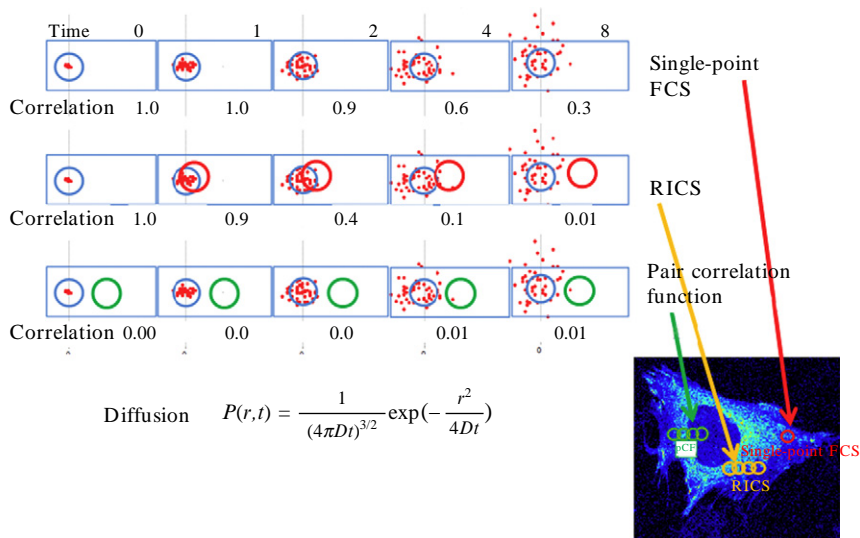 Time 0 1 2 4 8
Single-point
FCS
Correlation 1.0 1.0 0.9 0.6 0.3
RICS
Correlation 1.0 0.9 0.4 0.1 0.01
Pair correlation
function
Correlation 0.00 0.0 0.0 0.01 0.01
Diffusion P(r,t) = 1/(4πDt)^{3/2} exp(−r²/4Dt)
pCF
Single-point FCS
RICS